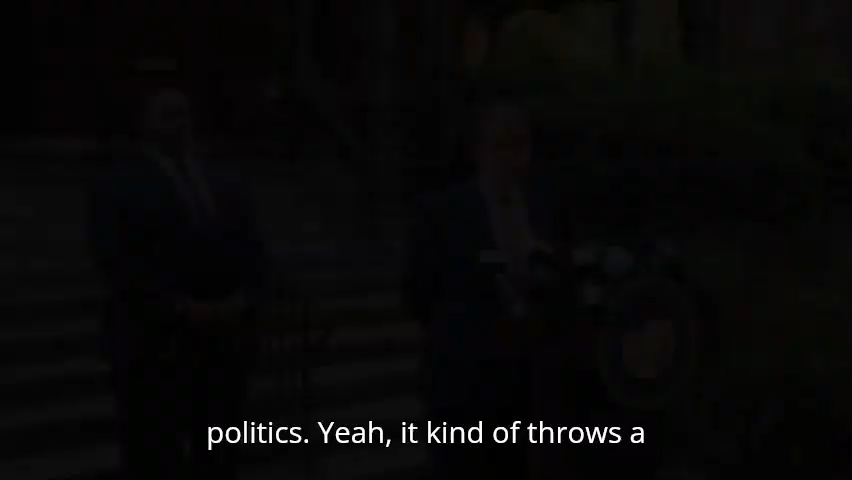 politics. Yeah, it kind of throws a